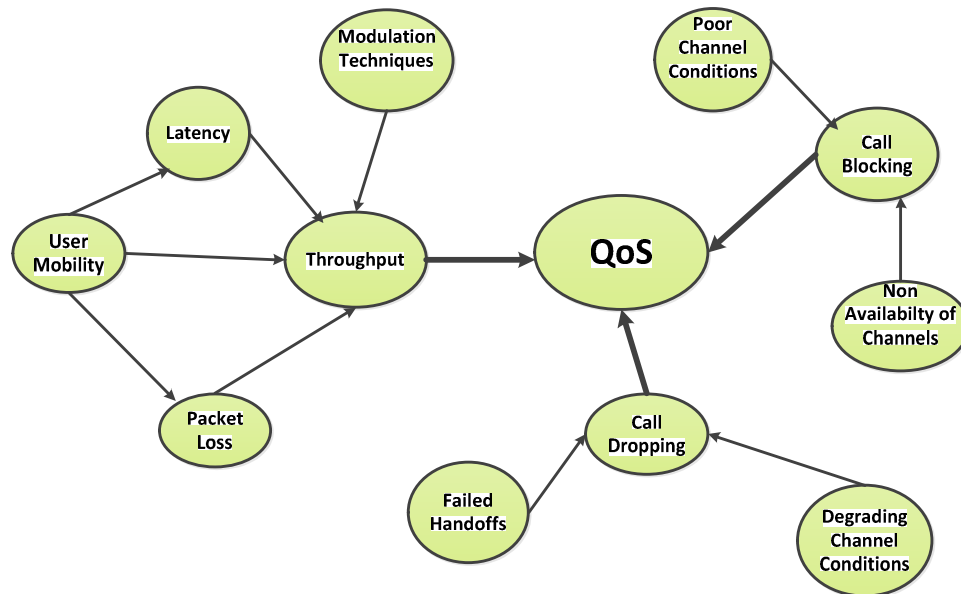 Modulation
Techniques
Poor
Channel
Conditions
Latency
Call
Blocking
User
Mobility
Throughput
QoS
Non
Availabilty of
Channels
Packet
Loss
Call
Dropping
Failed
Handoffs
Degrading
Channel
Conditions